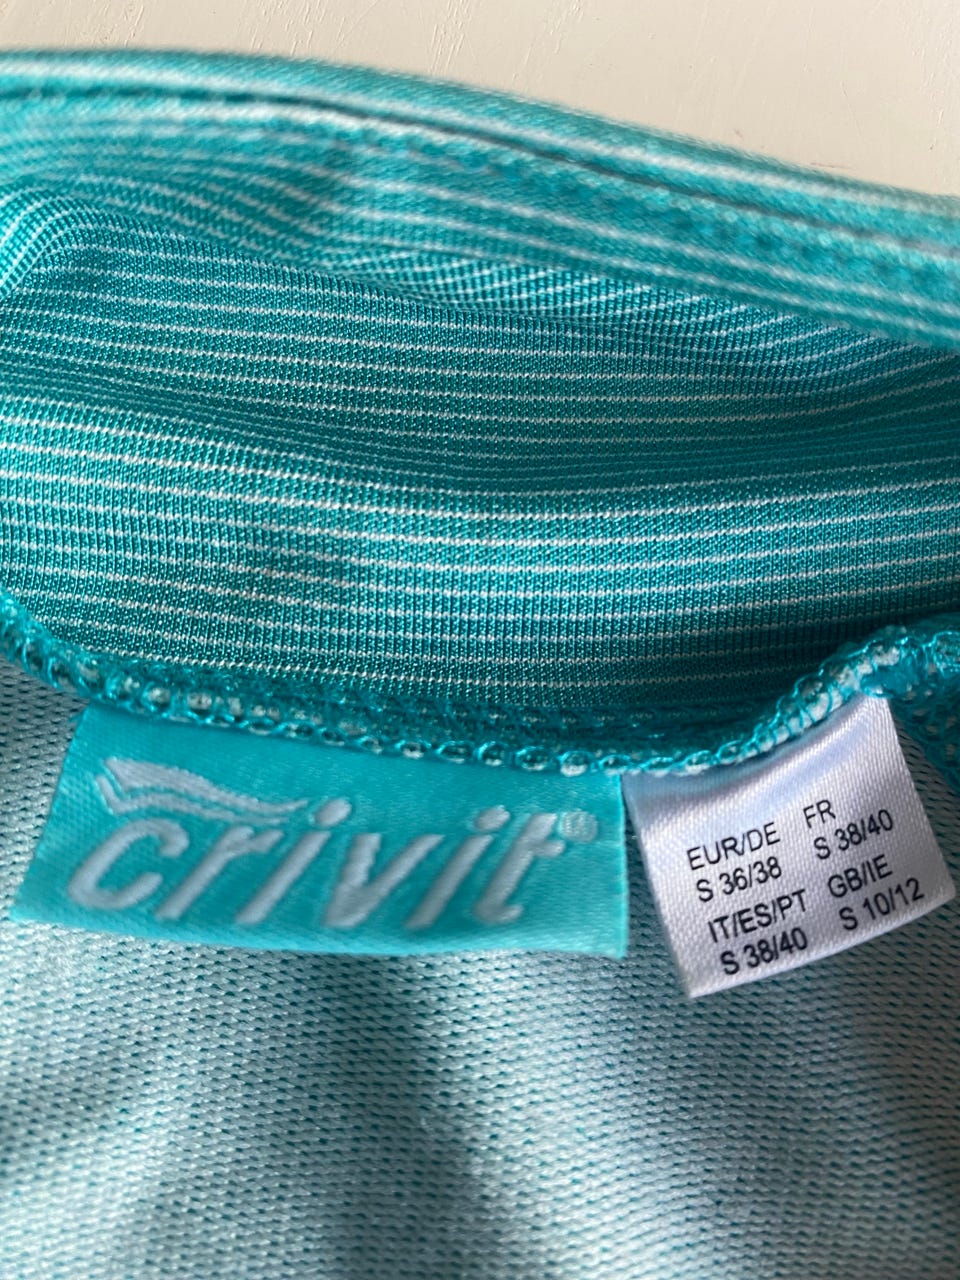 crivit®
EUR/DE FR
S 36/38 S 38/40
IT/ES/PT GB/IE
S 38/40 S 10/12